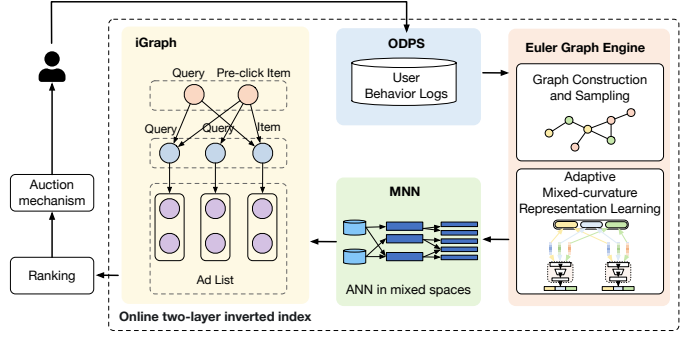 iGraph
Query Pre-click Item
Query Query Item
Ad List
Online two-layer inverted index
Auction
mechanism
Ranking
ODPS
User
Behavior Logs
MNN
ANN in mixed spaces
Euler Graph Engine
Graph Construction
and Sampling
Adaptive
Mixed-curvature
Representation Learning